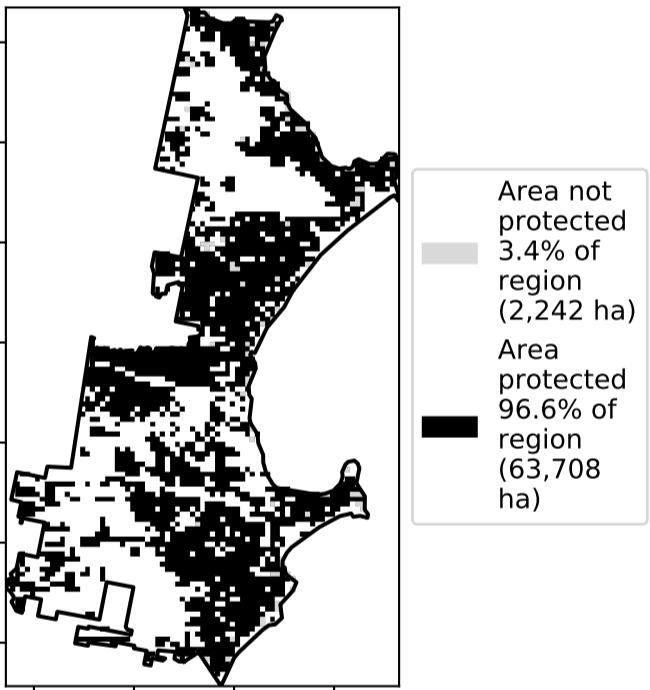 Area not
protected
3.4% of
region
(2,242 ha)
Area
protected
96.6% of
region
(63,708
ha)